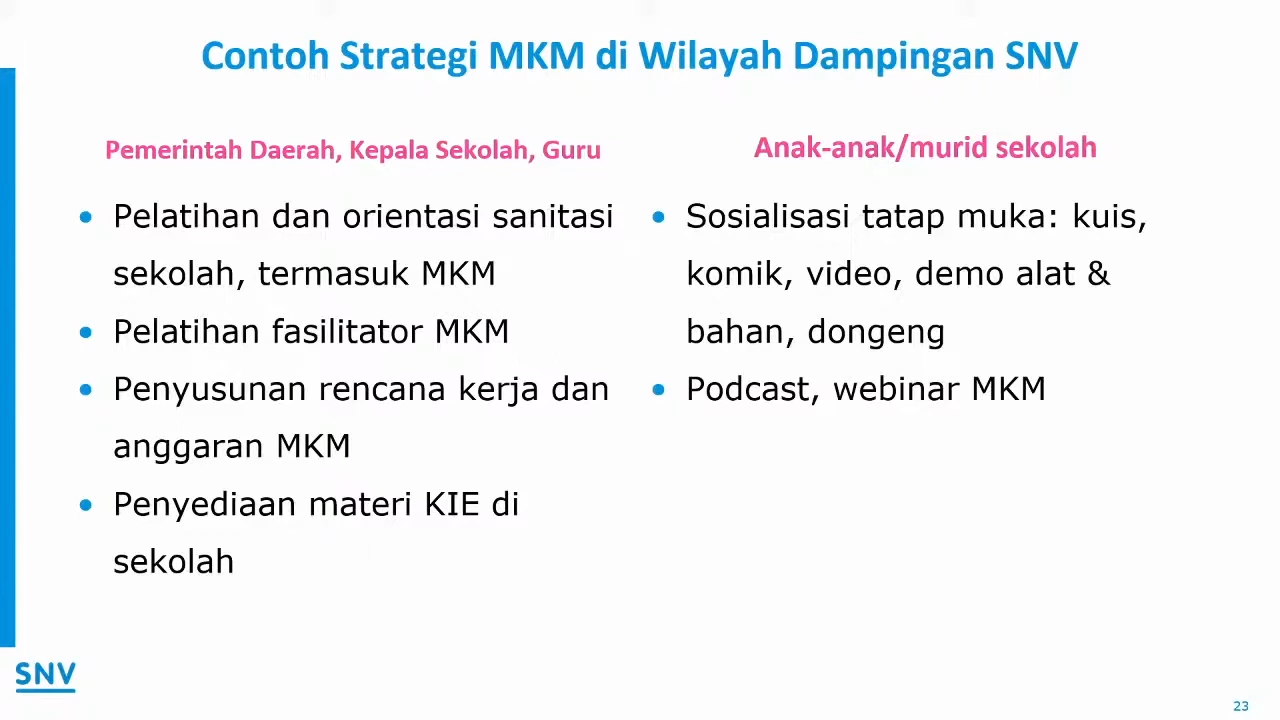 Contoh Strategi MKM di Wilayah Dampingan SNV
Pemerintah Daerah, Kepala Sekolah, Guru
• Pelatihan dan orientasi sanitasi
sekolah, termasuk MKM
• Pelatihan fasilitator MKM
• Penyusunan rencana kerja dan
anggaran MKM
• Penyediaan materi KIE di
sekolah
Anak-anak/murid sekolah
• Sosialisasi tatap muka: kuis,
komik, video, demo alat &
bahan, dongeng
• Podcast, webinar MKM
SNV
23